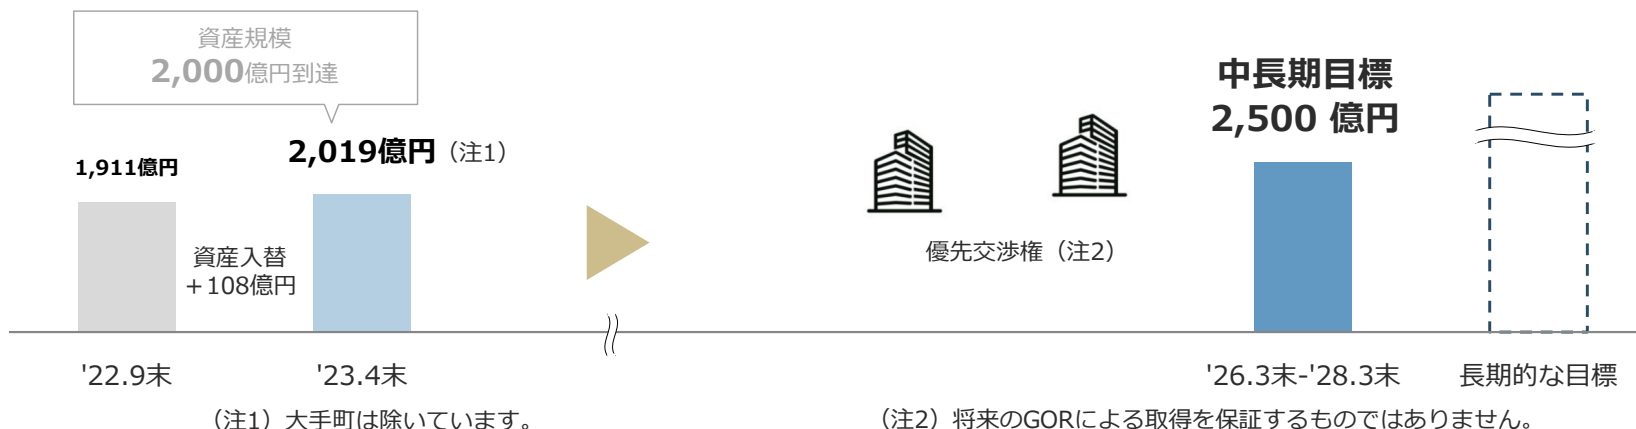 資産規模
2,000億円到達
1,911億円
2,019億円（注1）
資産入替
＋108億円
優先交渉権（注2）
中長期目標
2,500 億円
'22.9末
'23.4末
'26.3末-'28.3末
長期的な目標
（注1）大手町は除いています。
（注2）将来のGORによる取得を保証するものではありません。